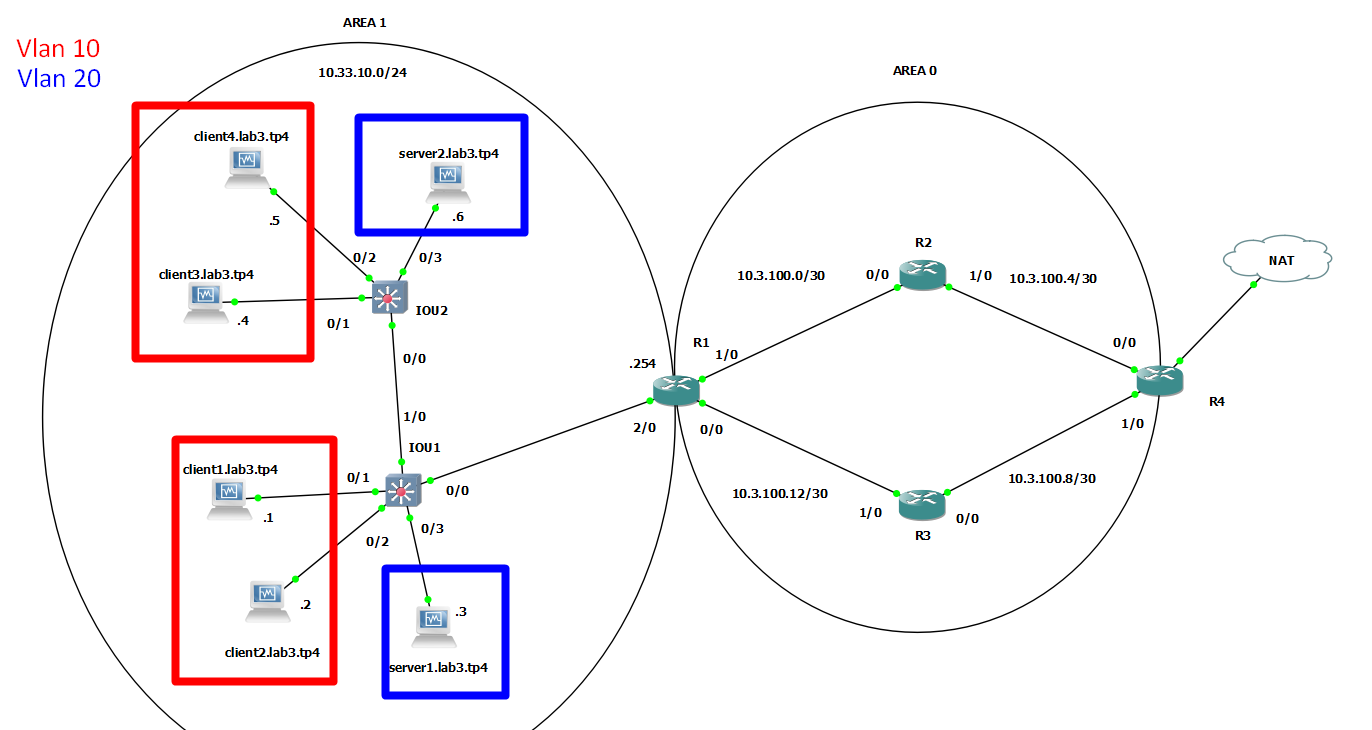 AREA 1
Vlan 10
Vlan 20
10.33.10.0/24
AREA 0
client4.lab3.tp4
server2.lab3.tp4
.5
.6
0/2
0/3
client3.lab3.tp4
.4
0/1
IOU2
0/0
1/0
IOU1
client1.lab3.tp4
0/1
.1
0/0
0/2
0/3
.2
client2.lab3.tp4
.3
server1.lab3.tp4
.254
R1
1/0
2/0
0/0
10.3.100.0/30
R2
0/0
1/0
10.3.100.4/30
NAT
0/0
R4
1/0
10.3.100.12/30
10.3.100.8/30
1/0
0/0
R3